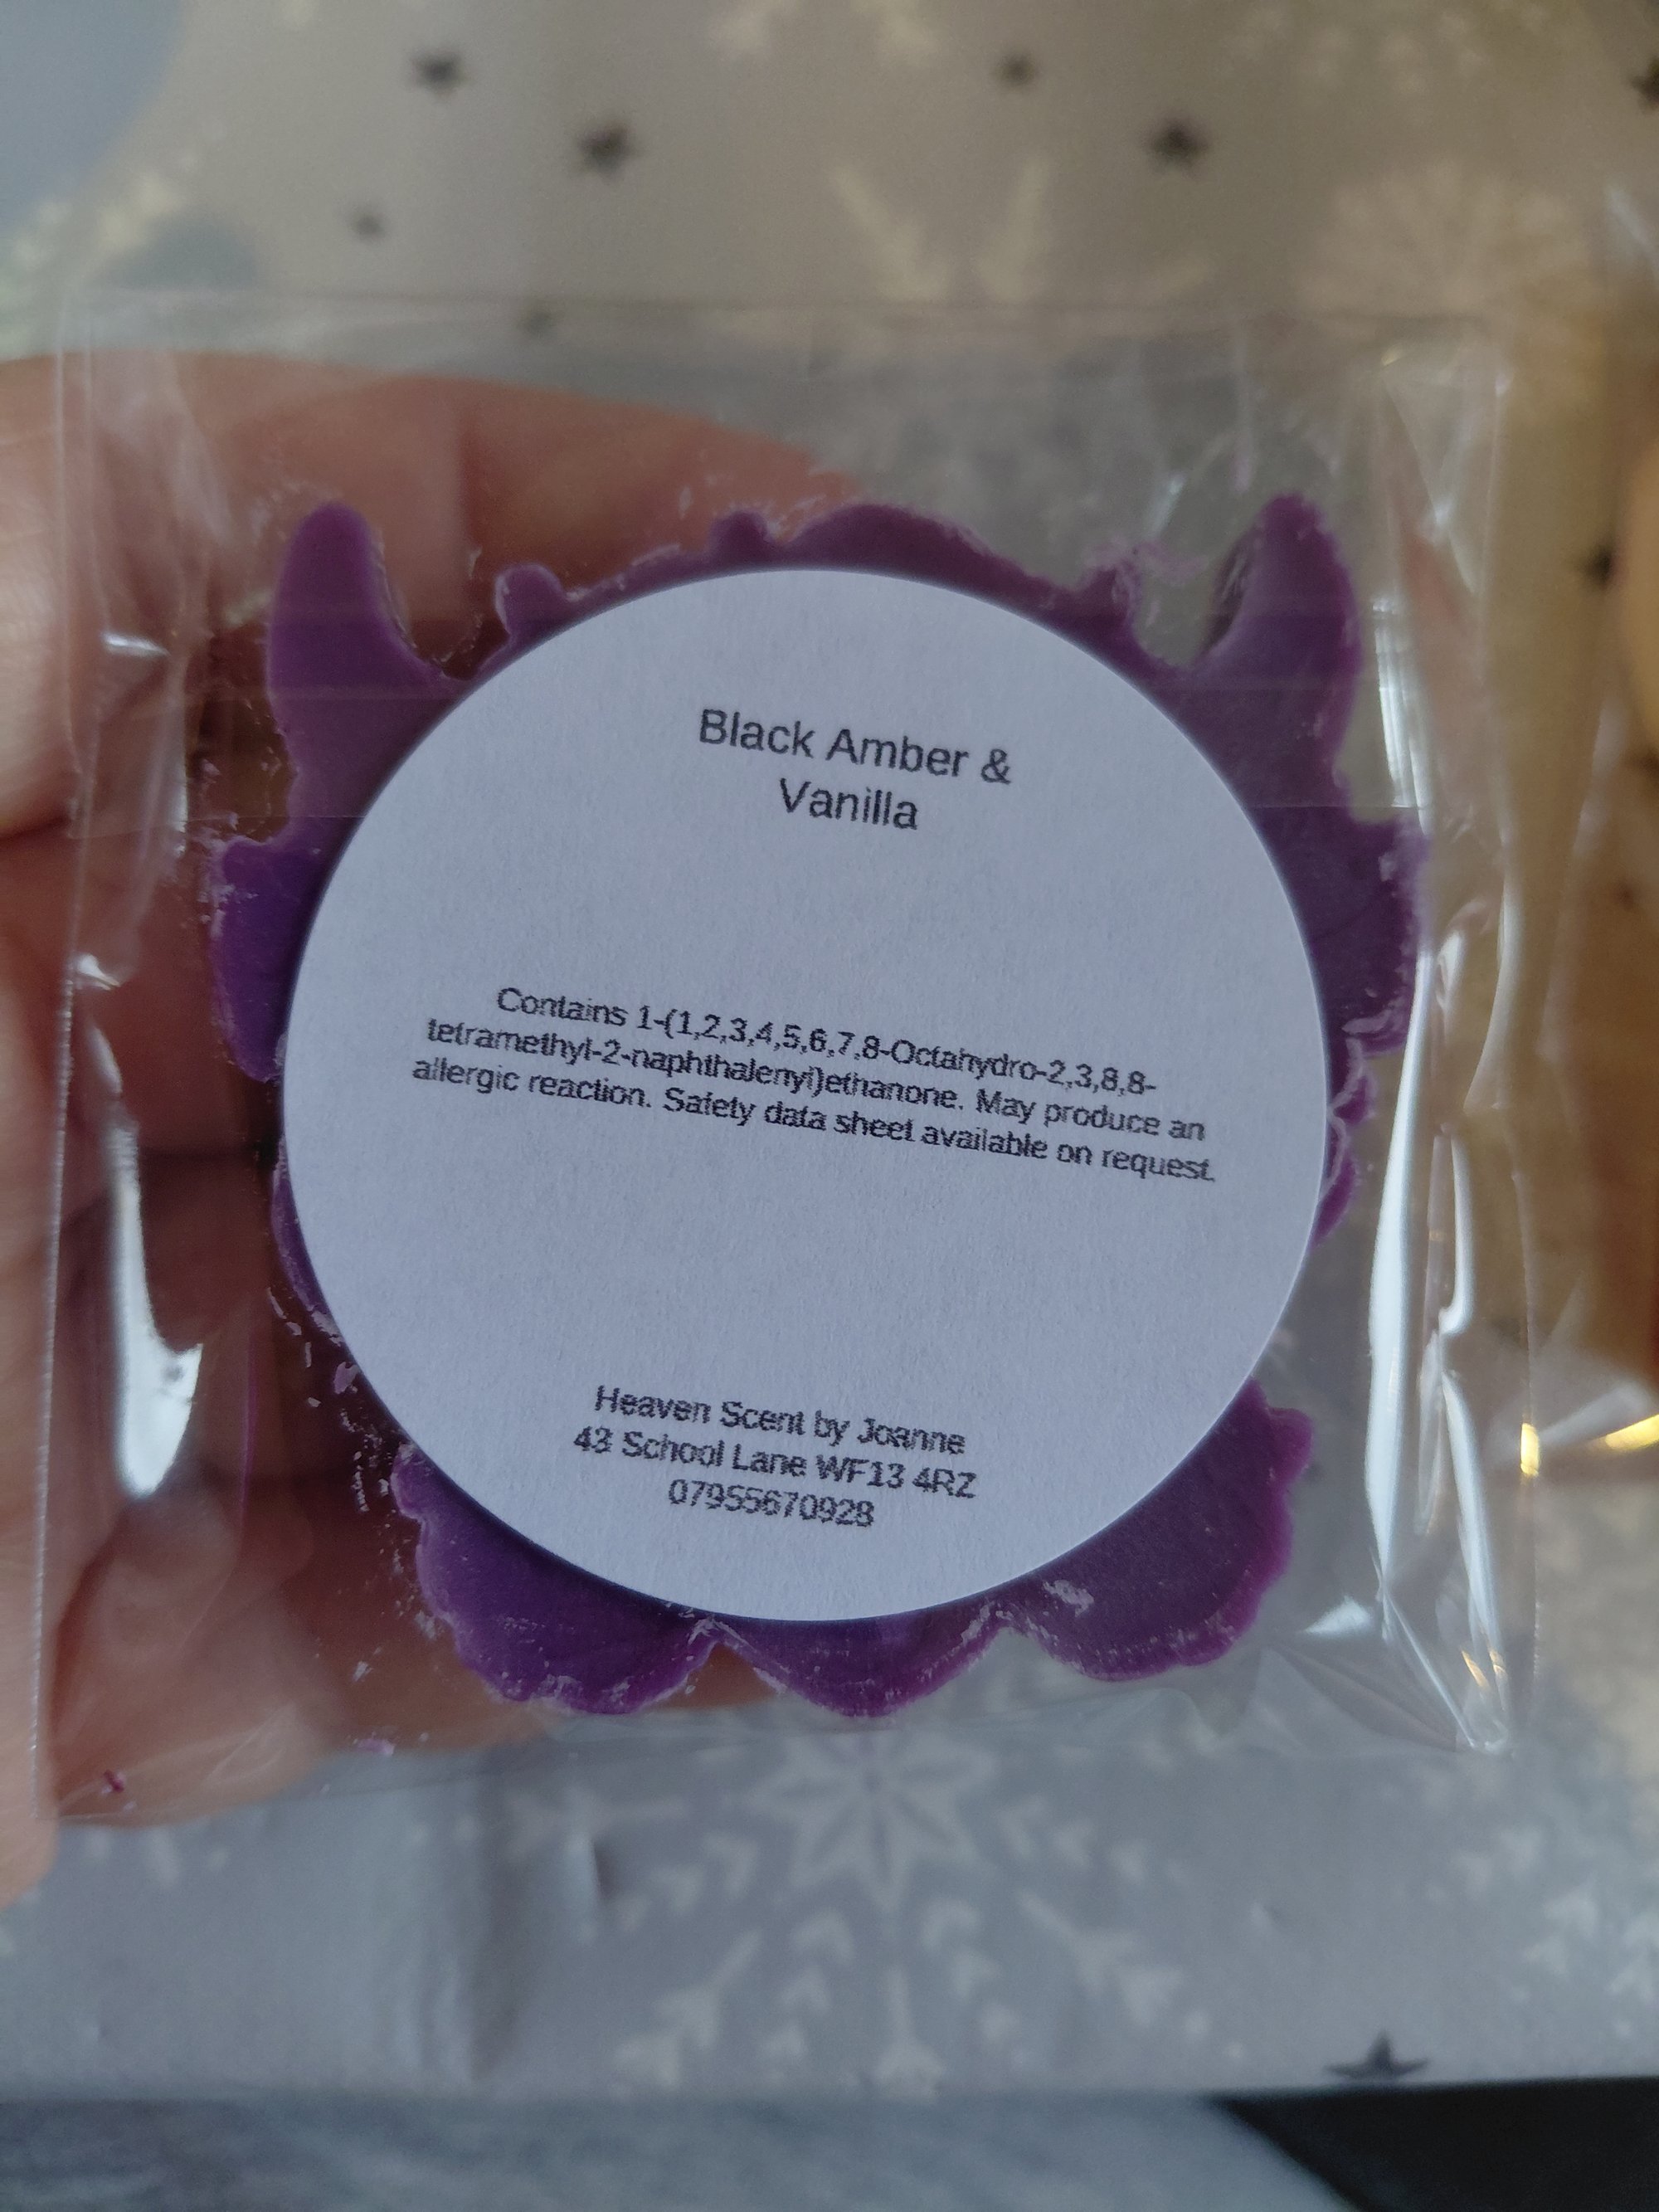 Black Amber &
Vanilla
Contains 1-(1,2,3,4,5,6,7,8-Octahydro-2,3,8,8-
tetramethyl-2-naphthalenyl)ethanone. May produce an
allergic reaction. Safety data sheet available on request.
Heaven Scent by Joanne
43 School Lane WF13 4RZ
07955670928